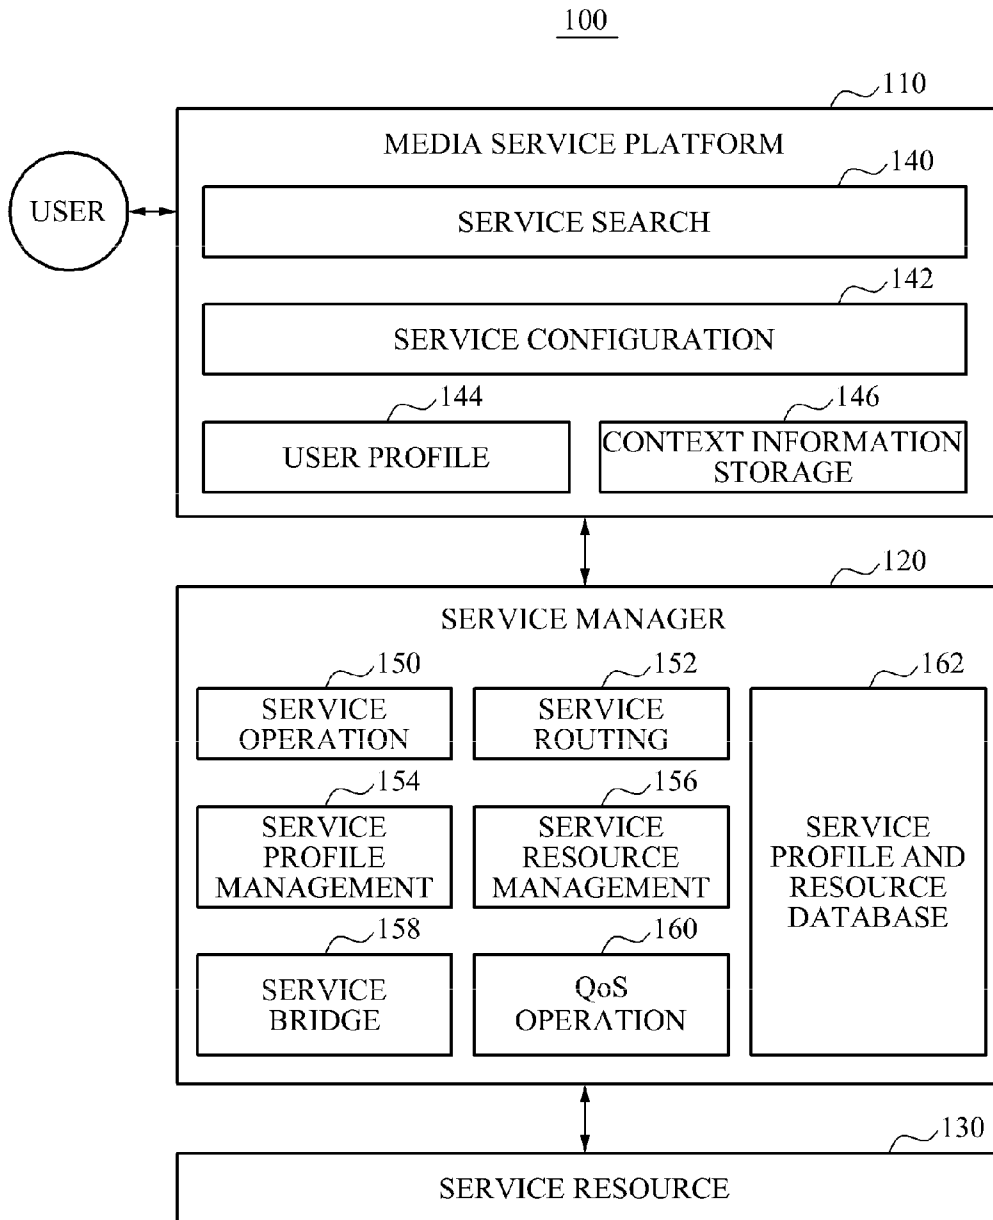 100
110
MEDIA SERVICE PLATFORM
140
USER
SERVICE SEARCH
142
SERVICE CONFIGURATION
144
146
USER PROFILE
CONTEXT INFORMATION
STORAGE
120
SERVICE MANAGER
150
152
162
SERVICE
OPERATION
SERVICE
ROUTING
154
156
SERVICE
PROFILE
MANAGEMENT
SERVICE
RESOURCE
MANAGEMENT
SERVICE
PROFILE AND
RESOURCE
DATABASE
158
160
SERVICE
BRIDGE
QoS
OPERATION
130
SERVICE RESOURCE